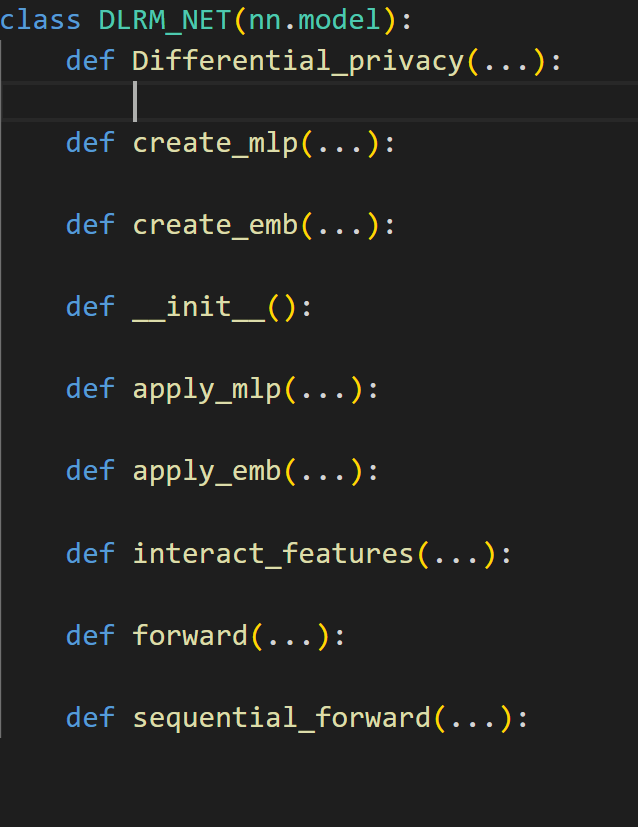 class DLRM_NET(nn.model):
def Differential_privacy(...):
def create_mlp(...):
def create_emb(...):
def __init__():
def apply_mlp(...):
def apply_emb(...):
def interact_features(...):
def forward(...):
def sequential_forward(...):